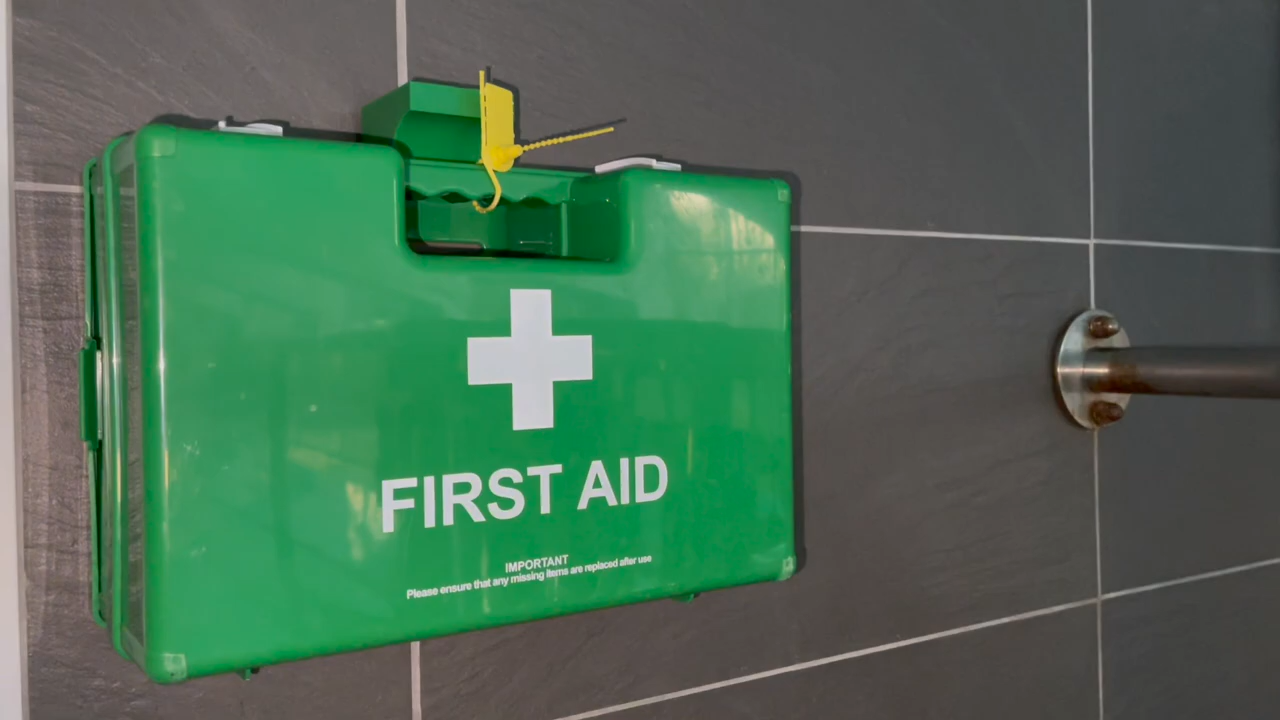 FIRST AID
IMPORTANT
Please ensure that any missing items are replaced after use